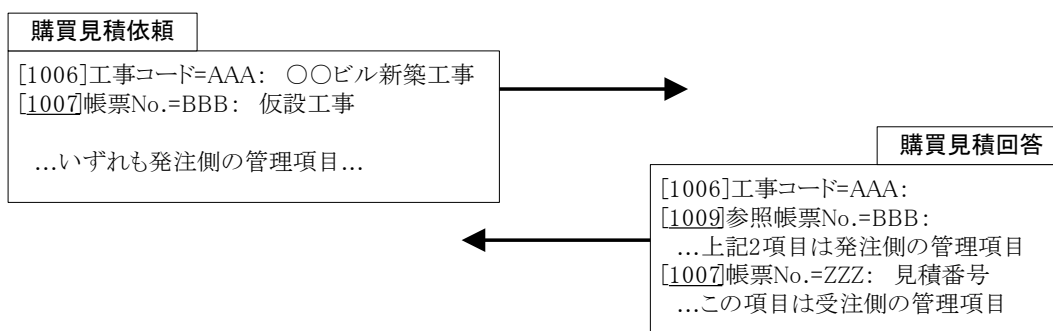 購買見積依頼
[1006]工事コード=AAA: 〇〇ビル新築工事
[1007]帳票No.=BBB: 仮設工事
…いずれも発注側の管理項目…
購買見積回答
[1006]工事コード=AAA:
[1009]参照帳票No.=BBB:
…上記2項目は発注側の管理項目
[1007]帳票No.=ZZZ: 見積番号
…この項目は受注側の管理項目